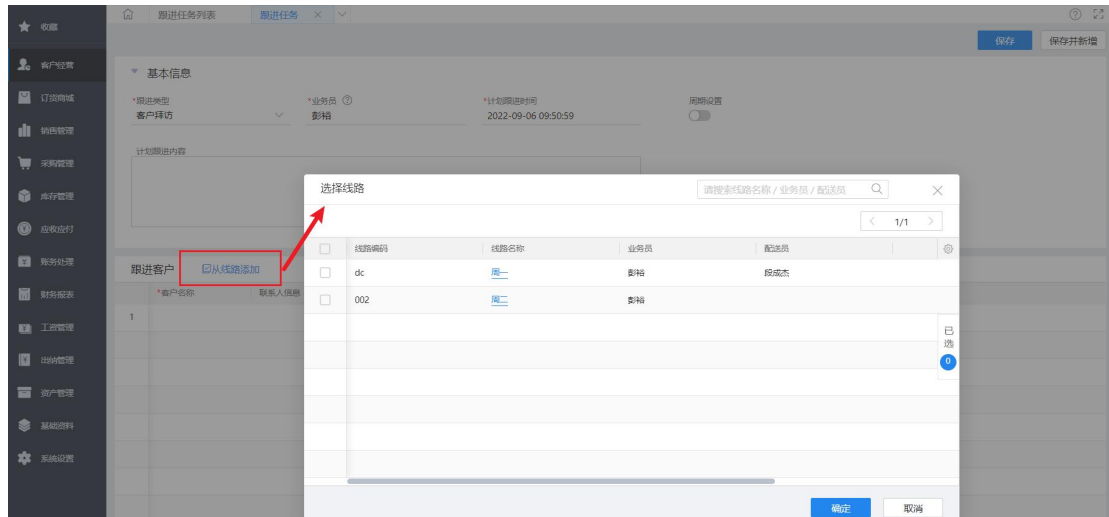 收藏
客户经营
订货商城
销售管理
采购管理
库存管理
应收应付
账务处理
财务报表
工资管理
出纳管理
资产管理
基础资料
系统设置
跟进任务列表
跟进任务
保存
保存并新增
基本信息
*跟进类型
*业务员
*计划跟进时间
周期设置
客户拜访
彭裕
2022-09-06 09:50:59
计划跟进内容
跟进客户
从线路添加
*客户名称
联系人信息
1
选择线路
请搜索线路名称 / 业务员 / 配送员
1/1
线路编码
线路名称
业务员
配送员
dc
周一
彭裕
段成杰
002
周二
彭裕
已
选
0
确定
取消